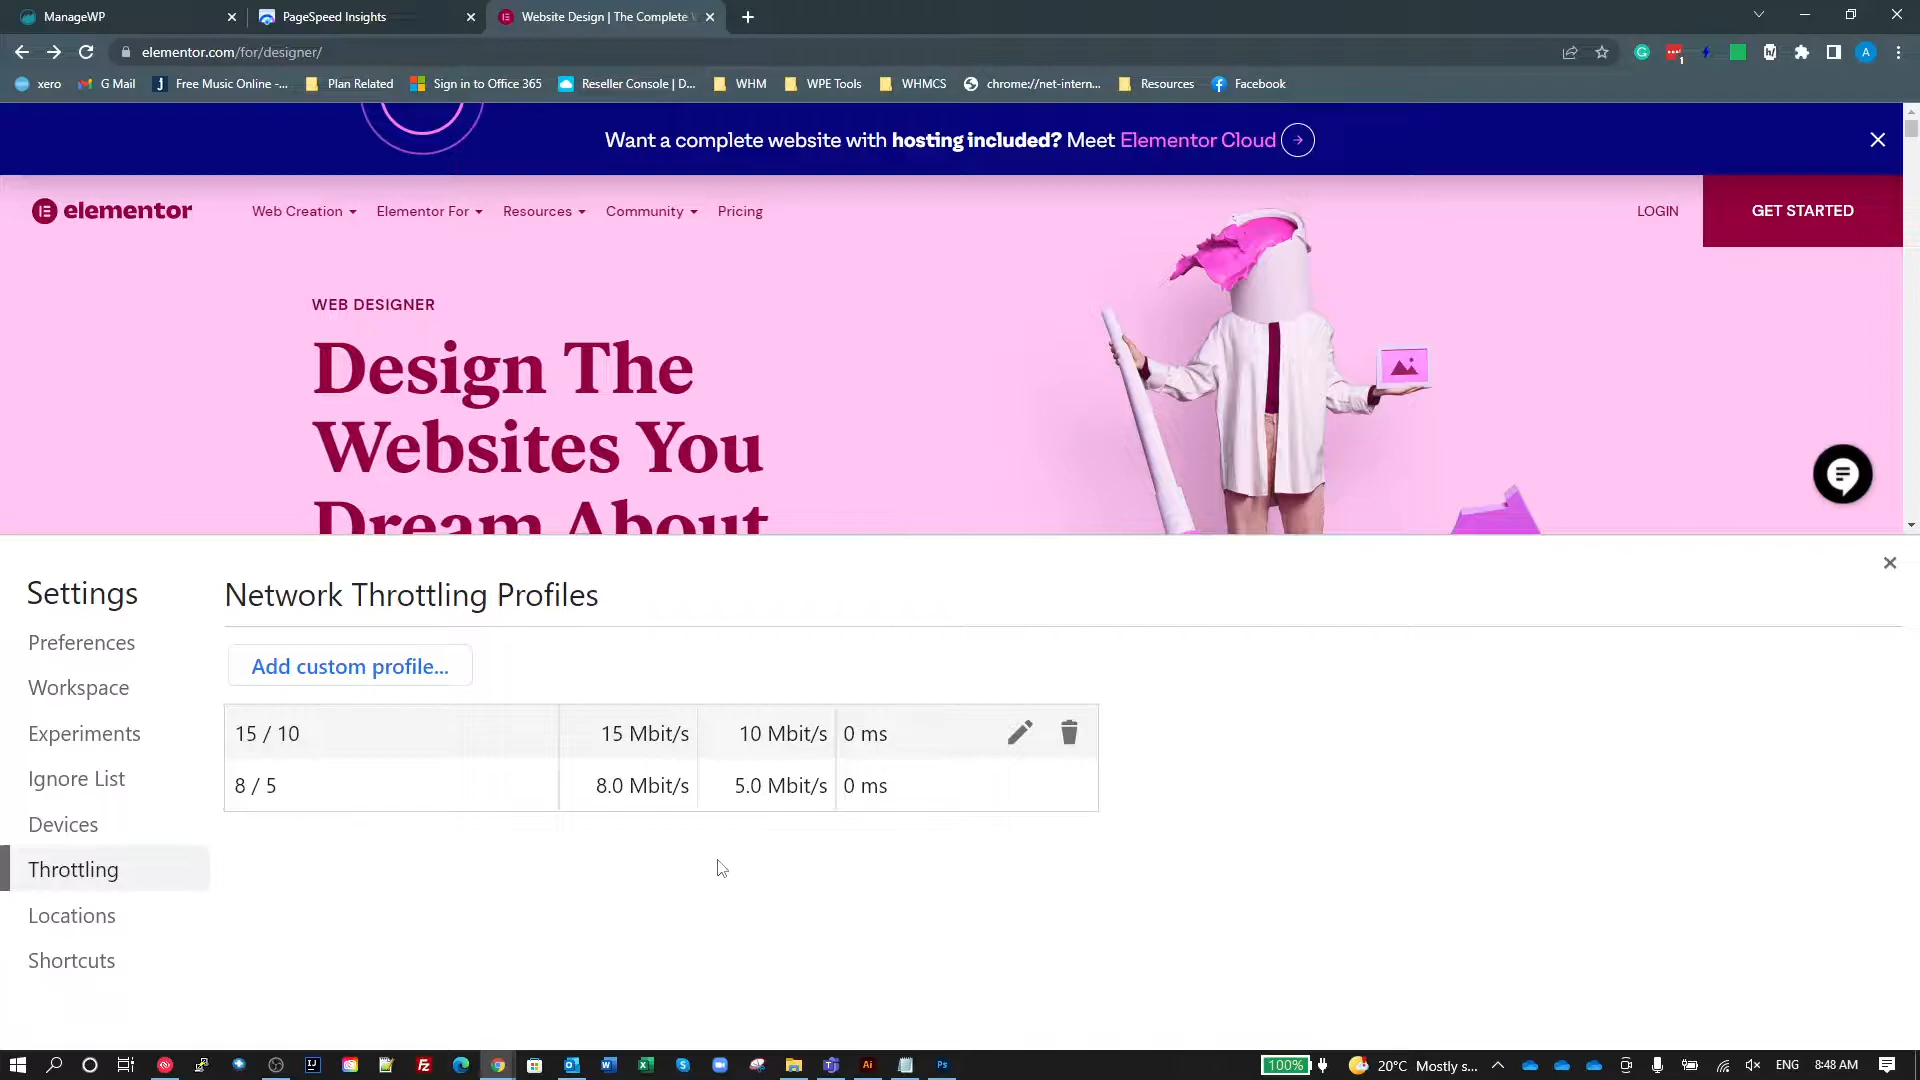 ManageWP
PageSpeed Insights
Website Design | The Complete W
elementor.com/for/designer/
xero
G Mail
Free Music Online -...
Plan Related
Sign in to Office 365
Reseller Console | D...
WHM
WPE Tools
WHMCS
chrome://net-intern...
Resources
Facebook
Want a complete website with hosting included? Meet Elementor Cloud
elementor
Web Creation
Elementor For
Resources
Community
Pricing
LOGIN
GET STARTED
WEB DESIGNER
Design The
Websites You
Dream About
Settings
Network Throttling Profiles
Preferences
Add custom profile...
Workspace
Experiments
15 / 10
15 Mbit/s
10 Mbit/s
0 ms
Ignore List
8 / 5
8.0 Mbit/s
5.0 Mbit/s
0 ms
Devices
Throttling
Locations
Shortcuts
100%
20°C Mostly s...
ENG
8:48 AM